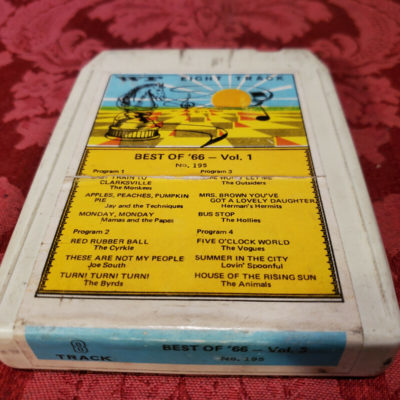 WP EIGHT TRACK
BEST OF '66 – Vol. 1
No. 195
Program 1
TRAIN TO
CLARKSVILLE
The Monkees
APPLES, PEACHES, PUMPKIN
PIE
Jay and the Techniques
MONDAY, MONDAY
Mamas and the Papas
Program 2
RED RUBBER BALL
The Cyrkle
THESE ARE NOT MY PEOPLE
Joe South
TURN! TURN! TURN!
The Byrds
Program 3
The Outsiders
MRS. BROWN YOU'VE
GOT A LOVELY DAUGHTER
Herman's Hermits
BUS STOP
The Hollies
Program 4
FIVE O'CLOCK WORLD
The Vogues
SUMMER IN THE CITY
Lovin' Spoonful
HOUSE OF THE RISING SUN
The Animals
8
TRACK
BEST OF '66 – Vol.
No. 195